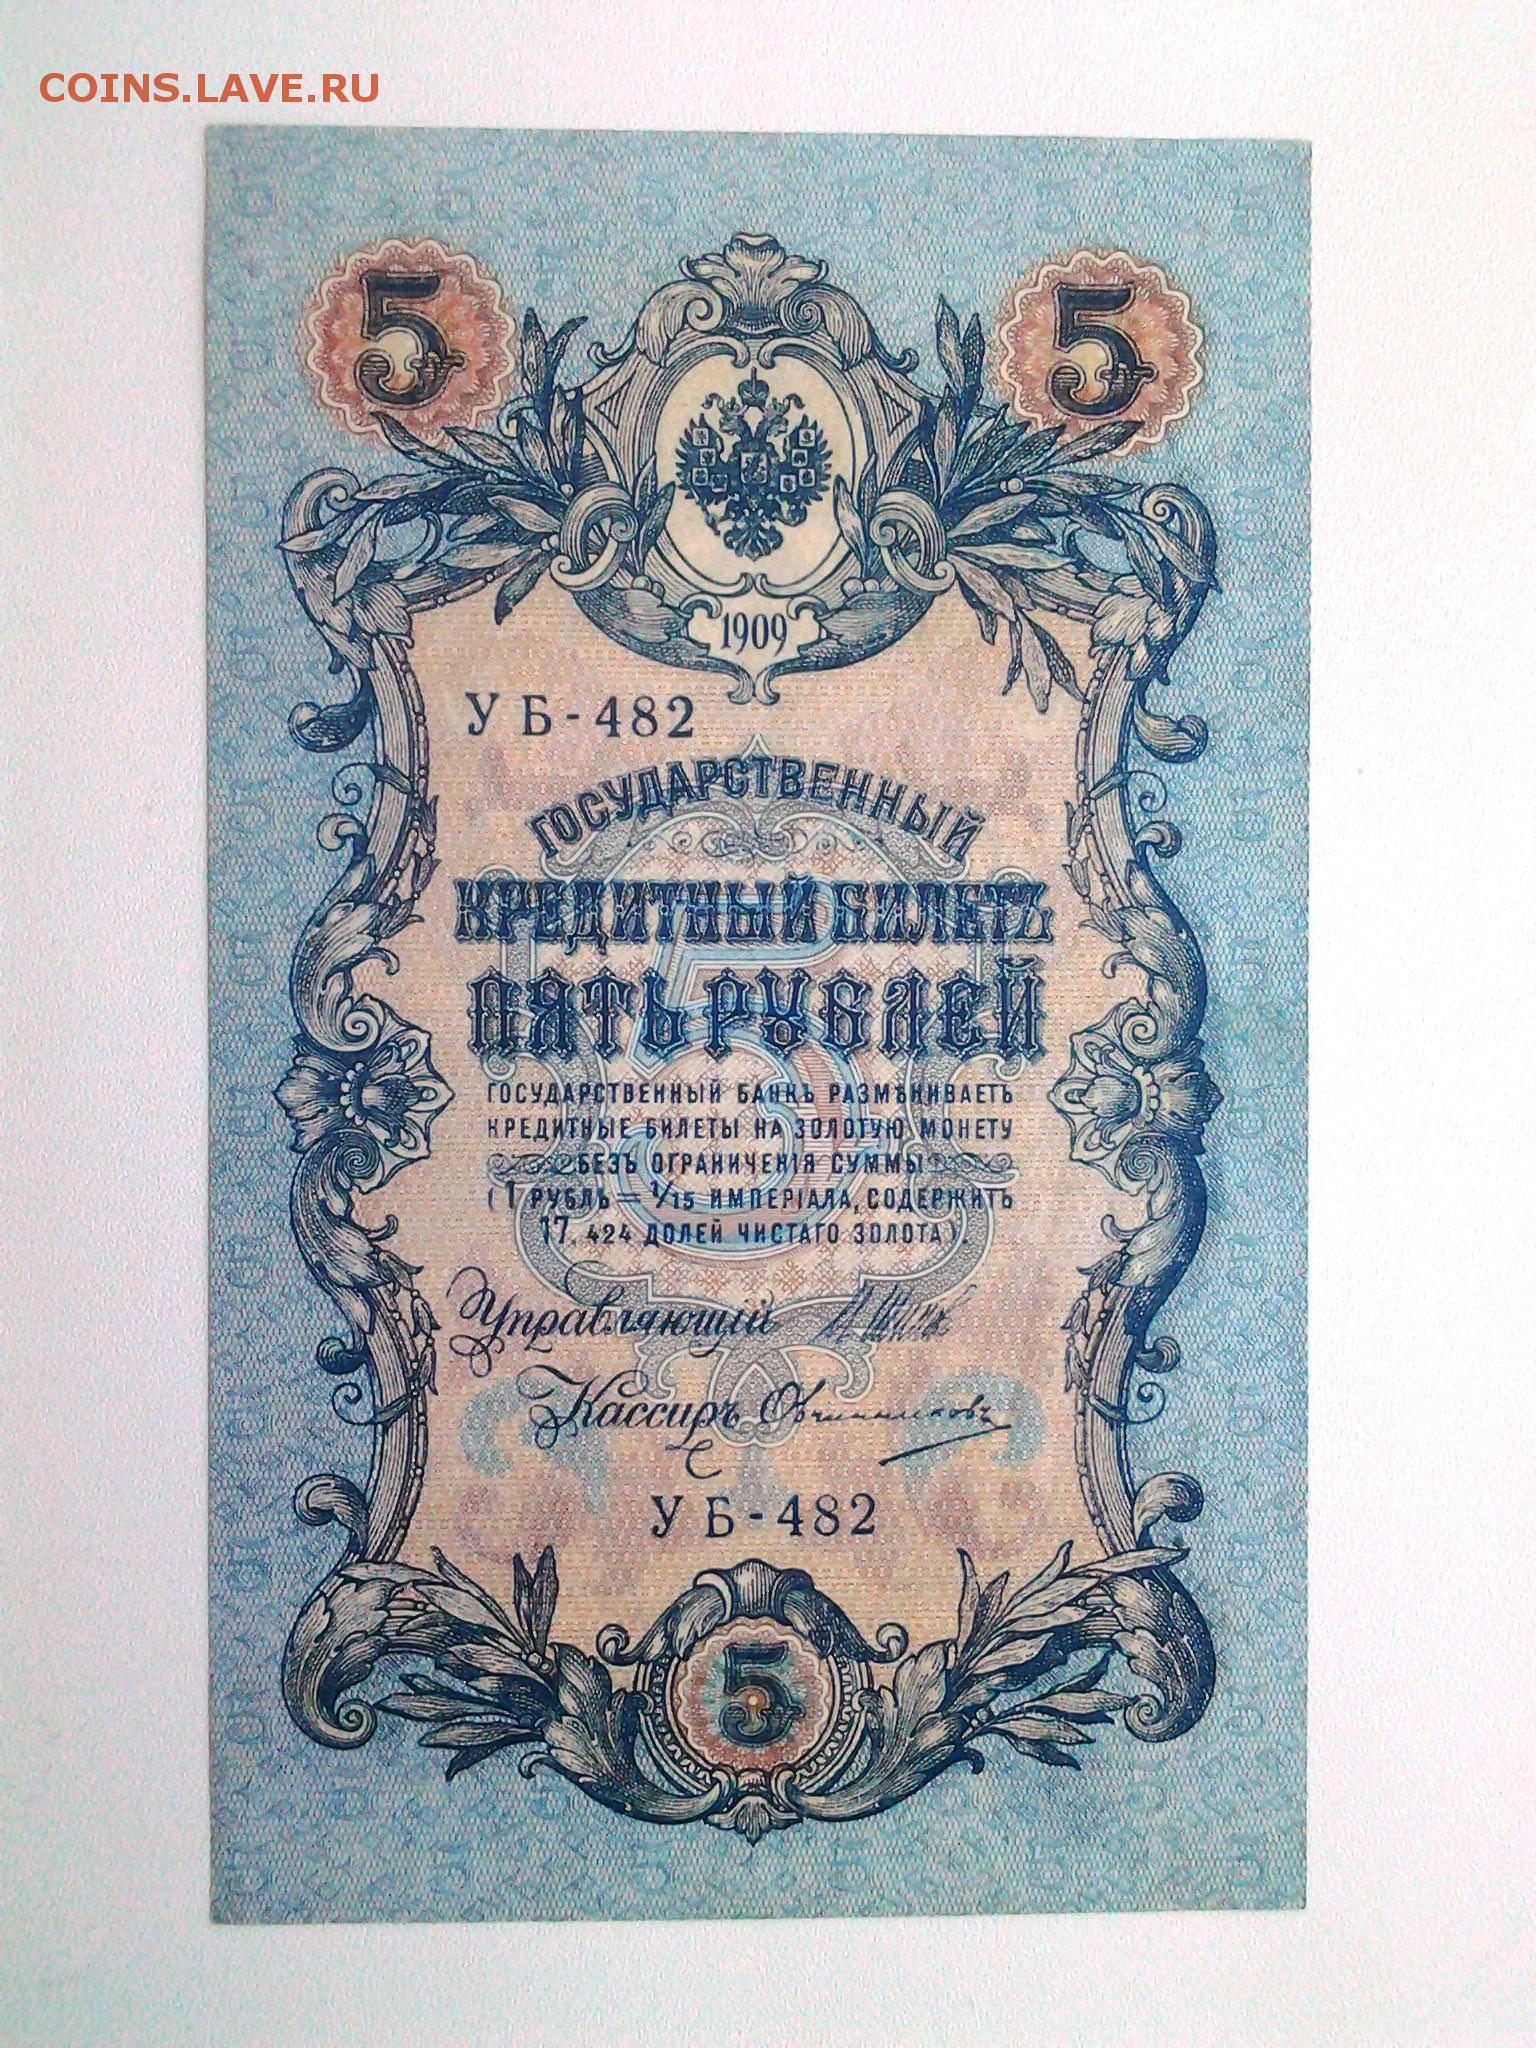 COINS.LAVE.RU
5 5
1909
УБ-482
ГОСУДАРСТВЕННЫЙ
КРЕДИТНЫЙ БИЛЕТЪ
ПЯТЬ РУБЛЕЙ
ГОСУДАРСТВЕННЫЙ БАНКЪ РАЗМѢНИВАЕТЪ
КРЕДИТНЫЕ БИЛЕТЫ НА ЗОЛОТУЮ МОНЕТУ
БЕЗЪ ОГРАНИЧЕНІЯ СУММЫ
(1 РУБЛЬ = 1/15 ИМПЕРІАЛА, СОДЕРЖИТЪ
17, 424 ДОЛЕЙ ЧИСТАГО ЗОЛОТА).
Управляющій
Кассиръ Овчинниковъ
УБ-482
5